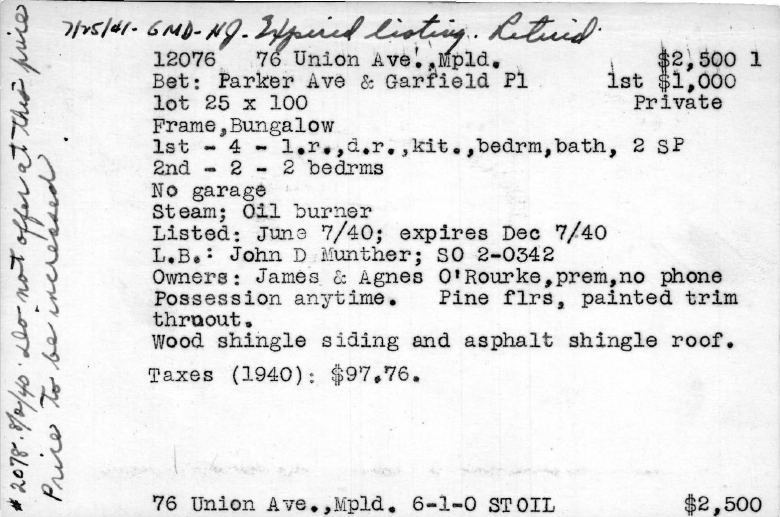 7/25/41 - GMD - NJ - Expired listing. Retired.
12076 76 Union Ave., Mpld. $2,500 1
Bet: Parker Ave & Garfield Pl 1st $1,000
lot 25 x 100 Private
Frame,Bungalow
1st - 4 - l.r.,d.r.,kit.,bedrm,bath, 2 SP
2nd - 2 - 2 bedrms
No garage
Steam; Oil burner
Listed: June 7/40; expires Dec 7/40
L.B.: John D Munther; SO 2-0342
Owners: James & Agnes O'Rourke,prem,no phone
Possession anytime. Pine flrs, painted trim
thruout.
Wood shingle siding and asphalt shingle roof.
Taxes (1940): $97.76.
76 Union Ave.,Mpld. 6-1-0 STOIL $2,500
#2078. 8/2/40. Do not offer at this price.
Price to be increased.